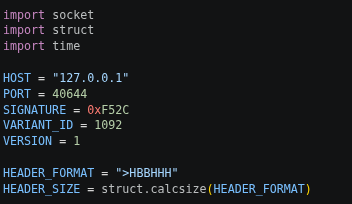 import socket
import struct
import time
HOST = "127.0.0.1"
PORT = 40644
SIGNATURE = 0xF52C
VARIANT_ID = 1092
VERSION = 1
HEADER_FORMAT = ">HBBHHH"
HEADER_SIZE = struct.calcsize(HEADER_FORMAT)